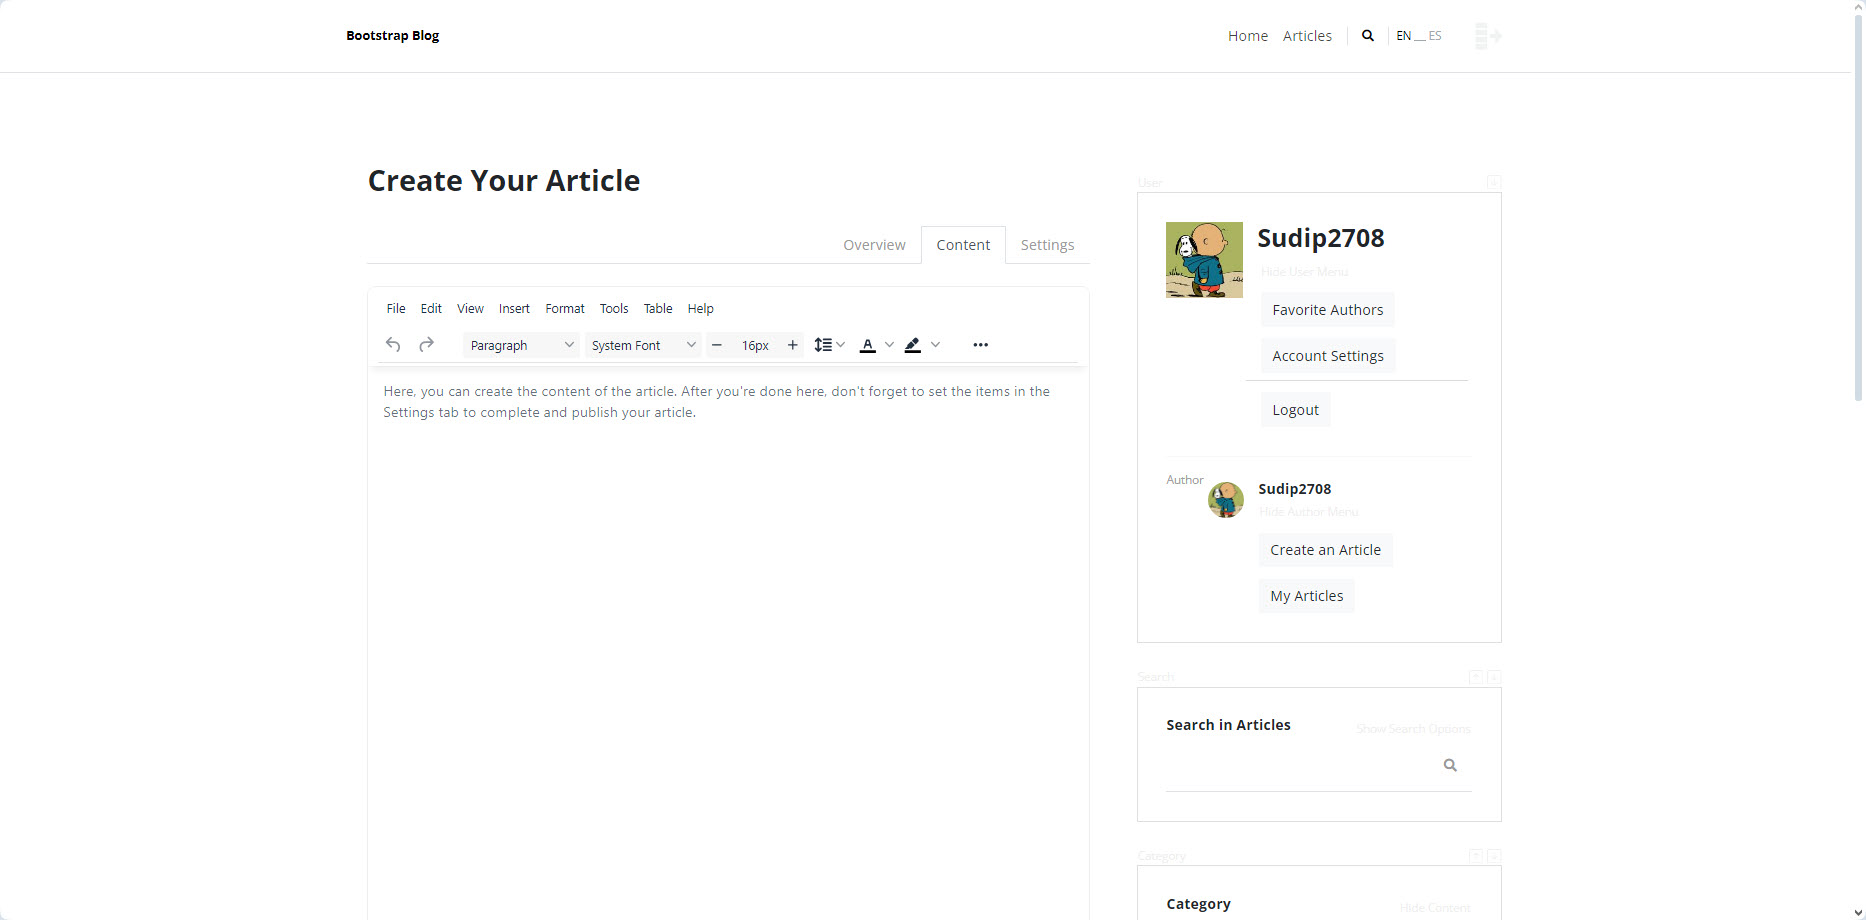 Bootstrap Blog
Home Articles EN __ ES
Create Your Article
Overview Content Settings
File Edit View Insert Format Tools Table Help
Paragraph System Font 16px
Here, you can create the content of the article. After you're done here, don't forget to set the items in the
Settings tab to complete and publish your article.
User
Sudip2708
Hide User Menu
Favorite Authors
Account Settings
Logout
Author
Sudip2708
Hide Author Menu
Create an Article
My Articles
Search
Search in Articles Show Search Options
Category
Category Hide Content